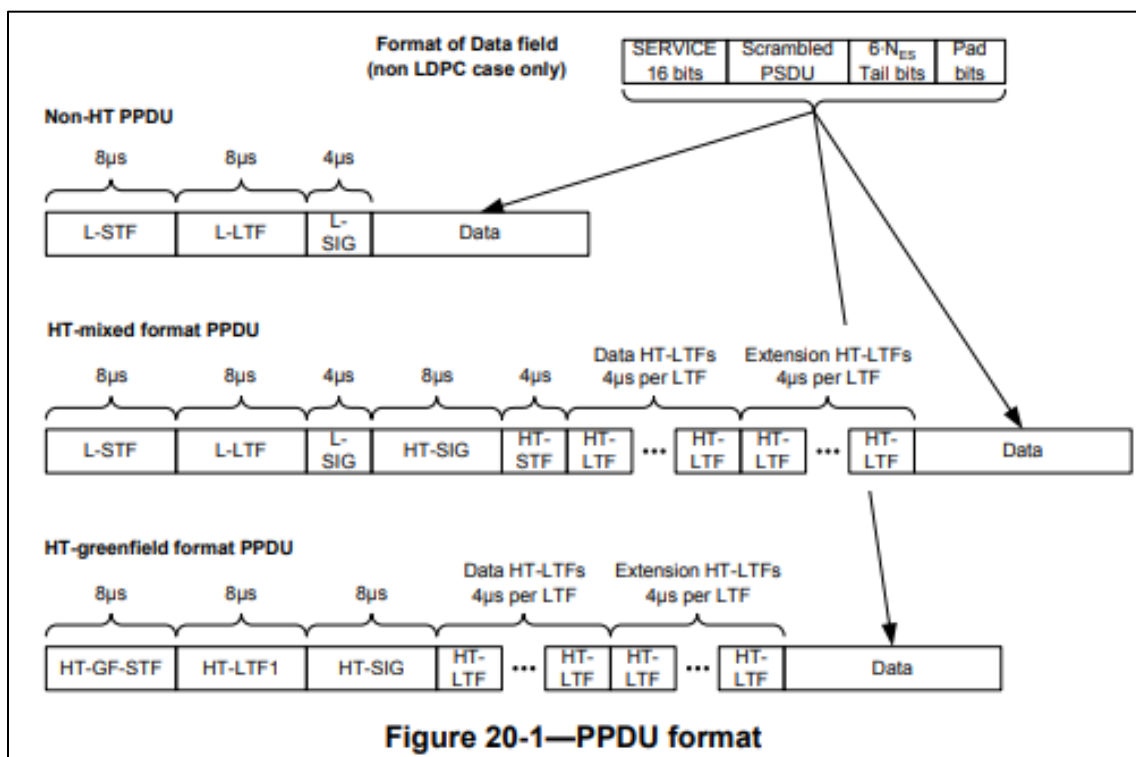 Format of Data field
(non LDPC case only)
SERVICE
16 bits
Scrambled
PSDU
6·NES
Tail bits
Pad
bits
Non-HT PPDU
8µs
8µs
4µs
L-STF
L-LTF
L-
SIG
Data
HT-mixed format PPDU
Data HT-LTFs
4µs per LTF
Extension HT-LTFs
4µs per LTF
8µs
8µs
4µs
8µs
4µs
L-STF
L-LTF
L-
SIG
HT-SIG
HT-
STF
HT-
LTF
•••
HT-
LTF
HT-
LTF
•••
HT-
LTF
Data
HT-greenfield format PPDU
Data HT-LTFs
4µs per LTF
Extension HT-LTFs
4µs per LTF
8µs
8µs
8µs
HT-GF-STF
HT-LTF1
HT-SIG
HT-
LTF
•••
HT-
LTF
HT-
LTF
•••
HT-
LTF
Data
Figure 20-1—PPDU format